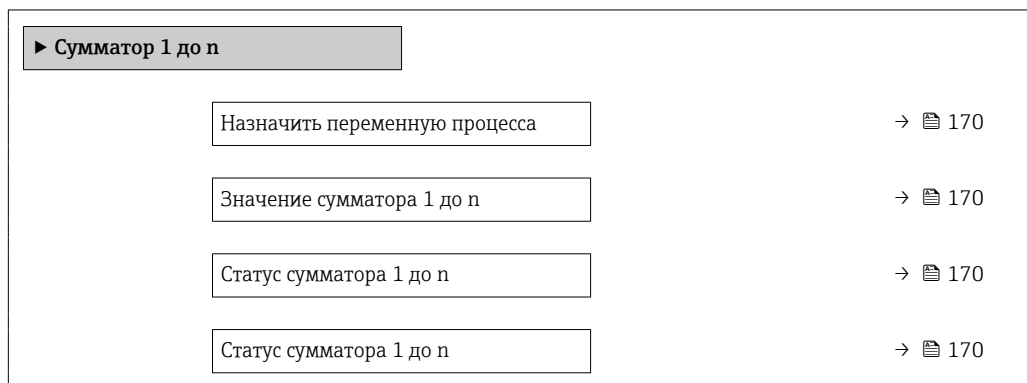 ▶ Сумматор 1 до n
Назначить переменную процесса → 170
Значение сумматора 1 до n → 170
Статус сумматора 1 до n → 170
Статус сумматора 1 до n → 170